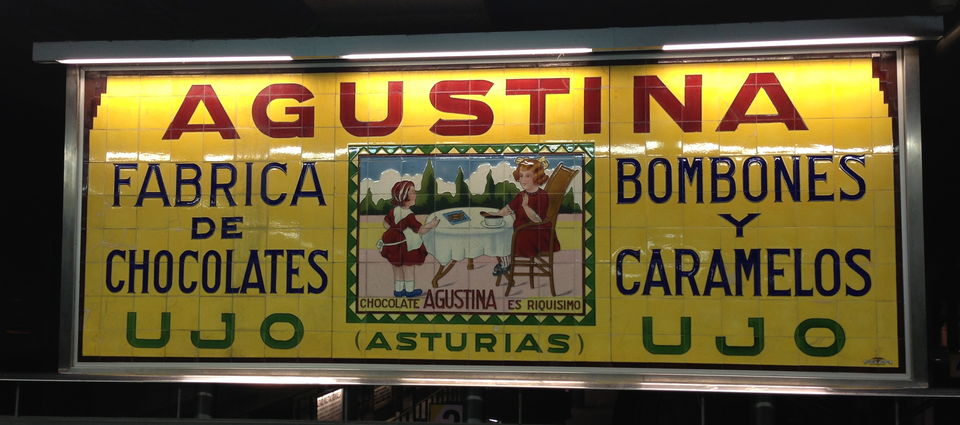 AGUSTINA
FABRICA
DE
CHOCOLATES
UJO
CHOCOLATE AGUSTINA ES RIQUISIMO
(ASTURIAS)
BOMBONES
Y
CARAMELOS
UJO